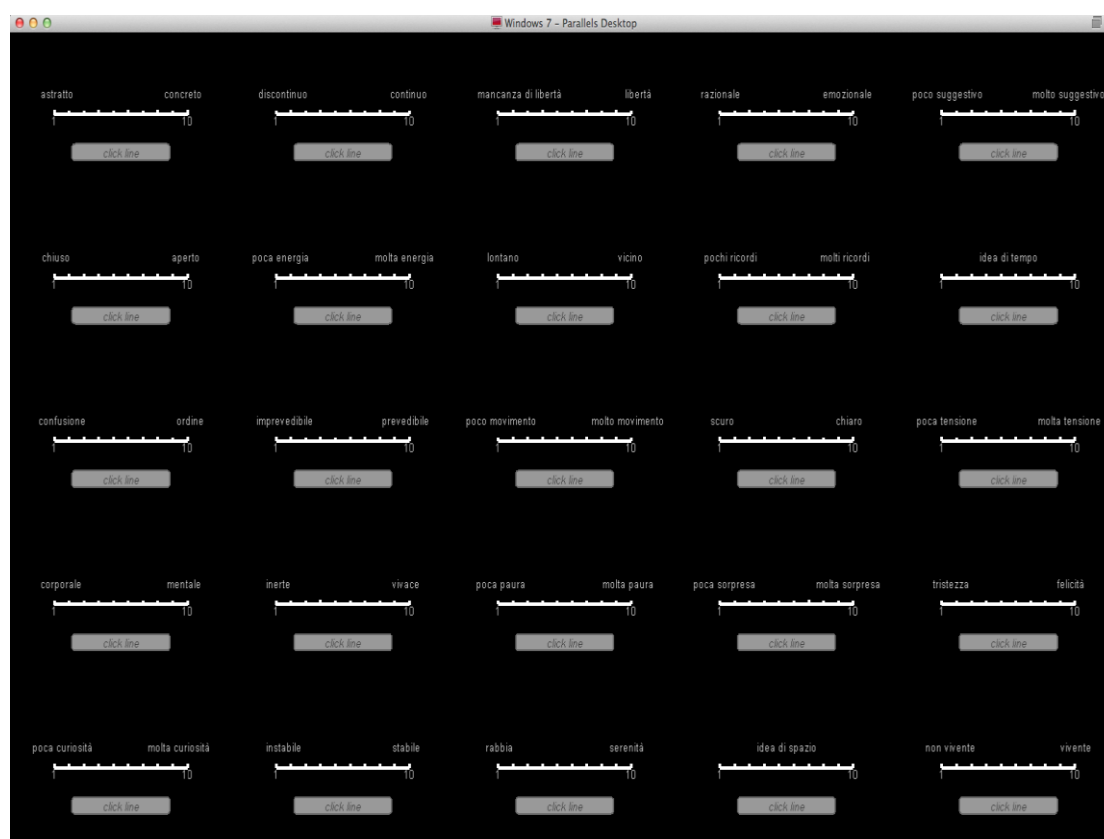 Windows 7 - Parallels Desktop
astratto concreto discontinuo continuo mancanza di libertà libertà razionale emozionale poco suggestivo molto suggestivo
1 10 1 10 1 10 1 10 1 10
click line click line click line click line click line
chiuso aperto poca energia molta energia lontano vicino pochi ricordi molti ricordi idea di tempo
1 10 1 10 1 10 1 10 1 10
click line click line click line click line click line
confusione ordine imprevedibile prevedibile poco movimento molto movimento scuro chiaro poca tensione molta tensione
1 10 1 10 1 10 1 10 1 10
click line click line click line click line click line
corporale mentale inerte vivace poca paura molta paura poca sorpresa molta sorpresa tristezza felicità
1 10 1 10 1 10 1 10 1 10
click line click line click line click line click line
poca curiosità molta curiosità instabile stabile rabbia serenità idea di spazio non vivente vivente
1 10 1 10 1 10 1 10 1 10
click line click line click line click line click line